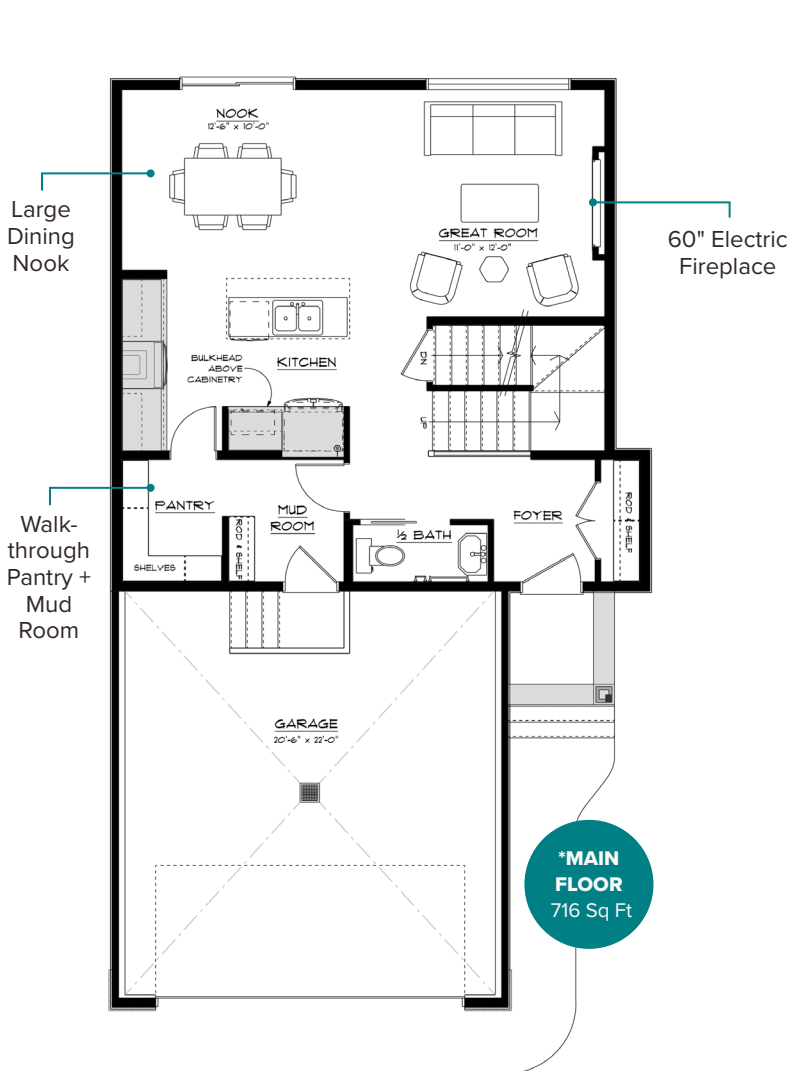 NOOK
12'-6" x 10'-0"
Large
Dining
Nook
GREAT ROOM
11'-0" x 12'-0"
60" Electric
Fireplace
BULKHEAD
ABOVE
CABINETRY
KITCHEN
DN
UP
Walk-
through
Pantry +
Mud
Room
PANTRY
SHELVES
MUD
ROOM
ROD & SHELF
½ BATH
FOYER
ROD & SHELF
GARAGE
20'-6" x 22'-0"
*MAIN
FLOOR
716 Sq Ft